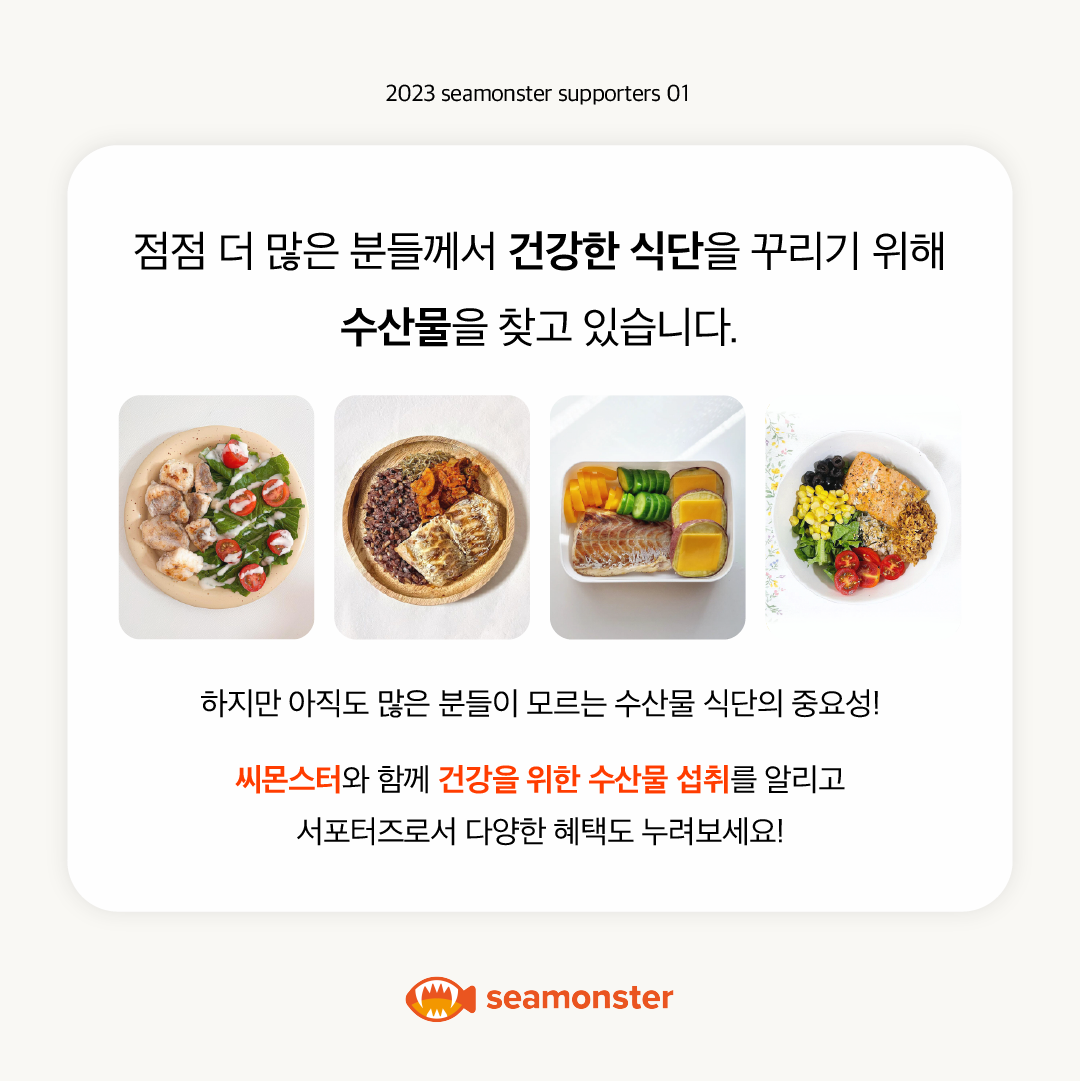 2023 seamonster supporters 01
점점 더 많은 분들께서 건강한 식단을 꾸리기 위해
수산물을 찾고 있습니다.
하지만 아직도 많은 분들이 모르는 수산물 식단의 중요성!
씨몬스터와 함께 건강을 위한 수산물 섭취를 알리고
서포터즈로서 다양한 혜택도 누려보세요!
seamonster